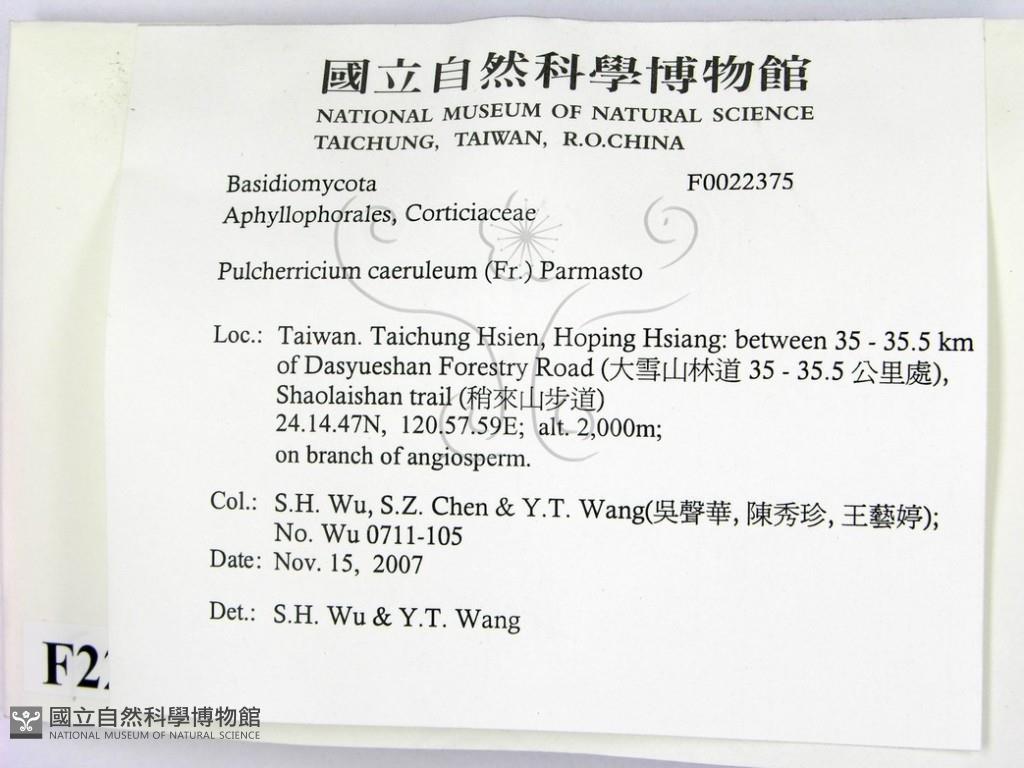 國立自然科學博物館
NATIONAL MUSEUM OF NATURAL SCIENCE
TAICHUNG, TAIWAN, R.O.CHINA
Basidiomycota F0022375
Aphyllophorales, Corticiaceae
Pulcherricium caeruleum (Fr.) Parmasto
Loc.: Taiwan. Taichung Hsien, Hoping Hsiang: between 35 - 35.5 km
of Dasyueshan Forestry Road (大雪山林道 35 - 35.5 公里處),
Shaolaishan trail (稍來山步道)
24.14.47N, 120.57.59E; alt. 2,000m;
on branch of angiosperm.
Col.: S.H. Wu, S.Z. Chen & Y.T. Wang(吳聲華, 陳秀珍, 王藝婷);
No. Wu 0711-105
Date: Nov. 15, 2007
Det.: S.H. Wu & Y.T. Wang
F22
國立自然科學博物館
NATIONAL MUSEUM OF NATURAL SCIENCE